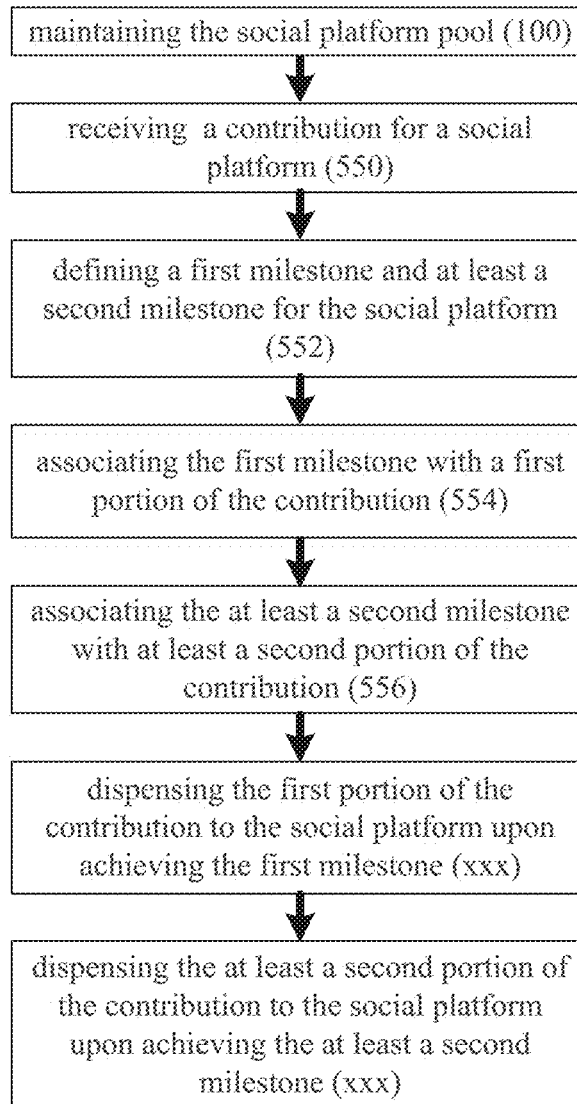 maintaining the social platform pool (100)
receiving a contribution for a social
platform (550)
defining a first milestone and at least a
second milestone for the social platform
(552)
associating the first milestone with a first
portion of the contribution (554)
associating the at least a second milestone
with at least a second portion of the
contribution (556)
dispensing the first portion of the
contribution to the social platform upon
achieving the first milestone (xxx)
dispensing the at least a second portion of
the contribution to the social platform
upon achieving the at least a second
milestone (xxx)